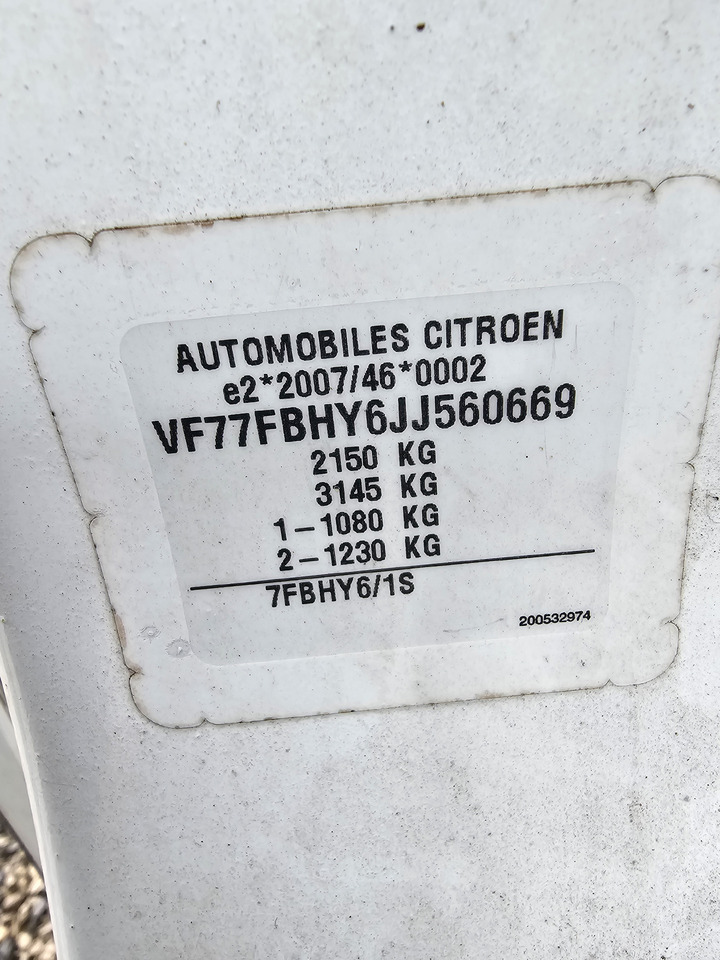 AUTOMOBILES CITROEN
e2*2007/46*0002
VF77FBHY6JJ560669
2150 KG
3145 KG
1-1080 KG
2-1230 KG
7FBHY6/1S
200532974